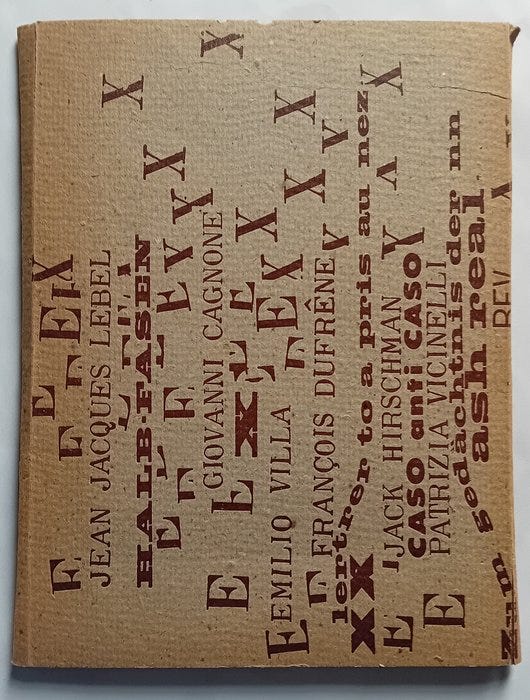 JEAN JACQUES LEBEL
HALB-FASEN
GIOVANNI CAGNONE
X
EMILIO VILLA
FRANÇOIS DUFRÊNE
lertrer to a pris au nez
XX
JACK HIRSCHMAN
CASO anti CASO
PATRIZIA VICINELLI
Zum gedächtnis der nn
ash real